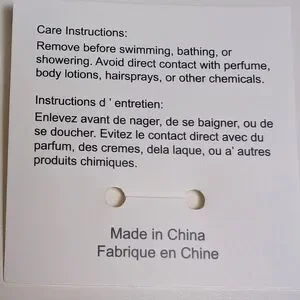 Care Instructions:
Remove before swimming, bathing, or
showering. Avoid direct contact with perfume,
body lotions, hairsprays, or other chemicals.
Instructions d ' entretien:
Enlevez avant de nager, de se baigner, ou de
se doucher. Evitez le contact direct avec du
parfum, des cremes, dela laque, ou a' autres
produits chimiques.
Made in China
Fabrique en Chine